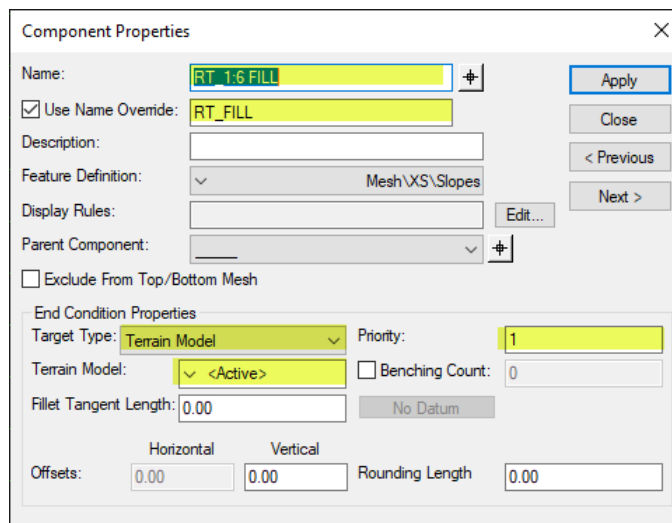 Component Properties
Name: RT_1:6 FILL Apply
Use Name Override: RT_FILL Close
Description: < Previous
Feature Definition: Mesh\XS\Slopes Next >
Display Rules: Edit...
Parent Component:
Exclude From Top/Bottom Mesh
End Condition Properties
Target Type: Terrain Model Priority: 1
Terrain Model: <Active> Benching Count: 0
Fillet Tangent Length: 0.00 No Datum
Horizontal Vertical
Offsets: 0.00 0.00 Rounding Length 0.00